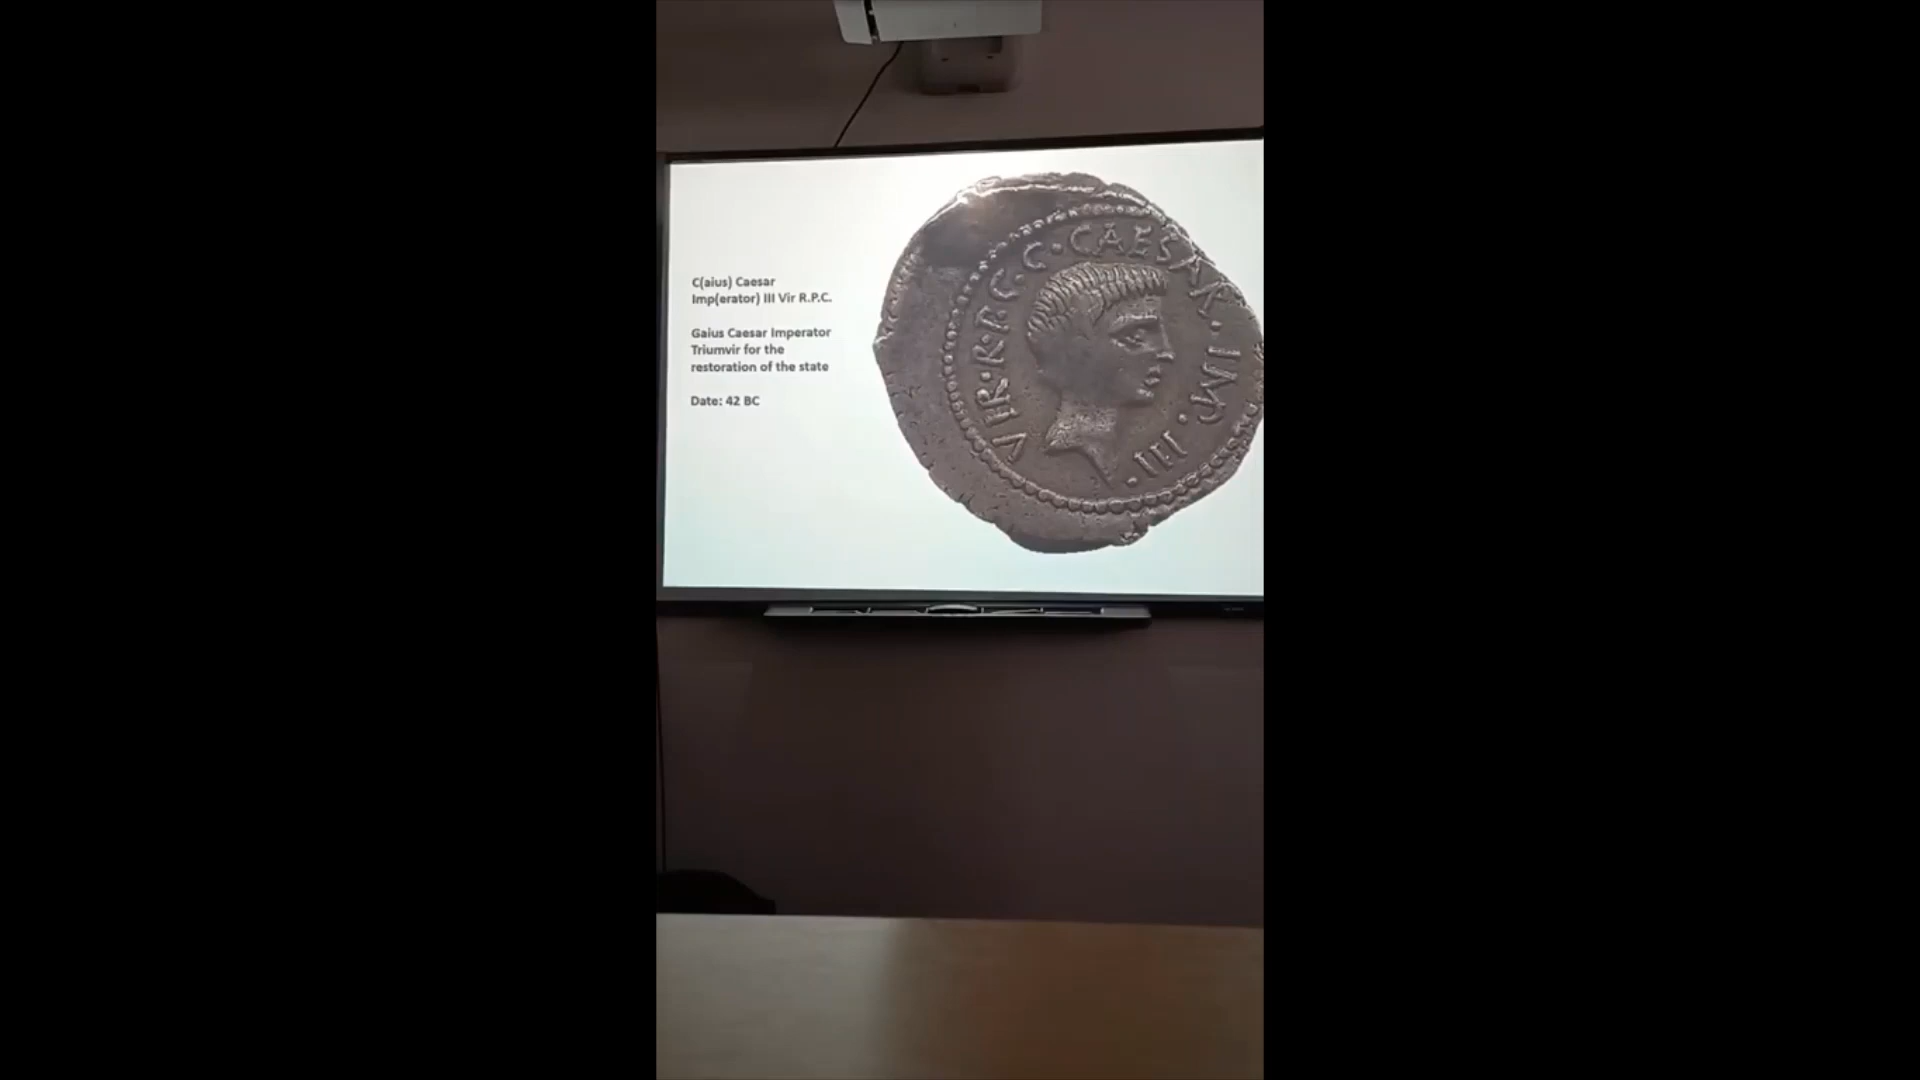 C(aius) Caesar
Imp(erator) III Vir R.P.C.
Gaius Caesar Imperator
Triumvir for the
restoration of the state
Date: 42 BC
C·CAESAR·IMP·III·VIR·R·P·C·